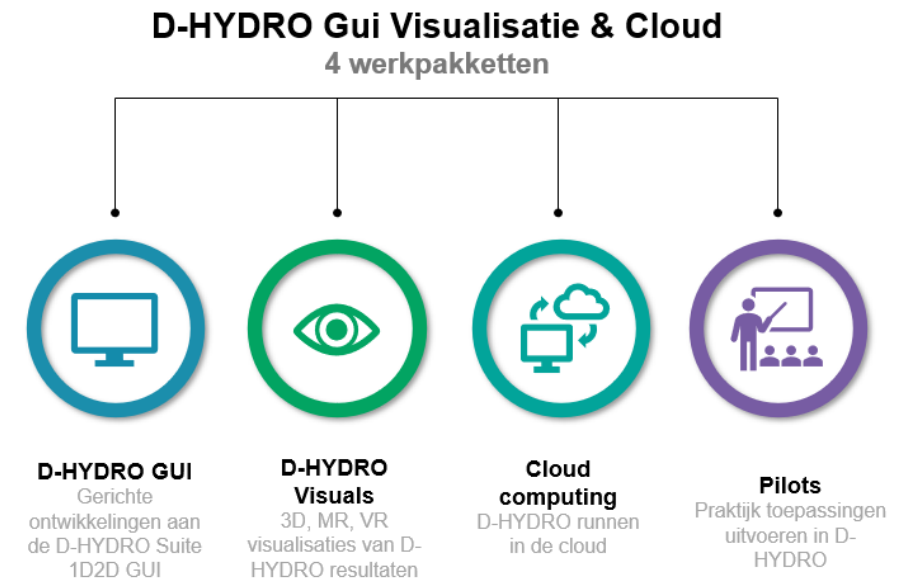 D-HYDRO Gui Visualisatie & Cloud
4 werkpakketten
D-HYDRO GUI
Gerichte
ontwikkelingen aan
de D-HYDRO Suite
1D2D GUI
D-HYDRO
Visuals
3D, MR, VR
visualisaties van D-
HYDRO resultaten
Cloud
computing
D-HYDRO runnen
in de cloud
Pilots
Praktijk toepassingen
uitvoeren in D-
HYDRO